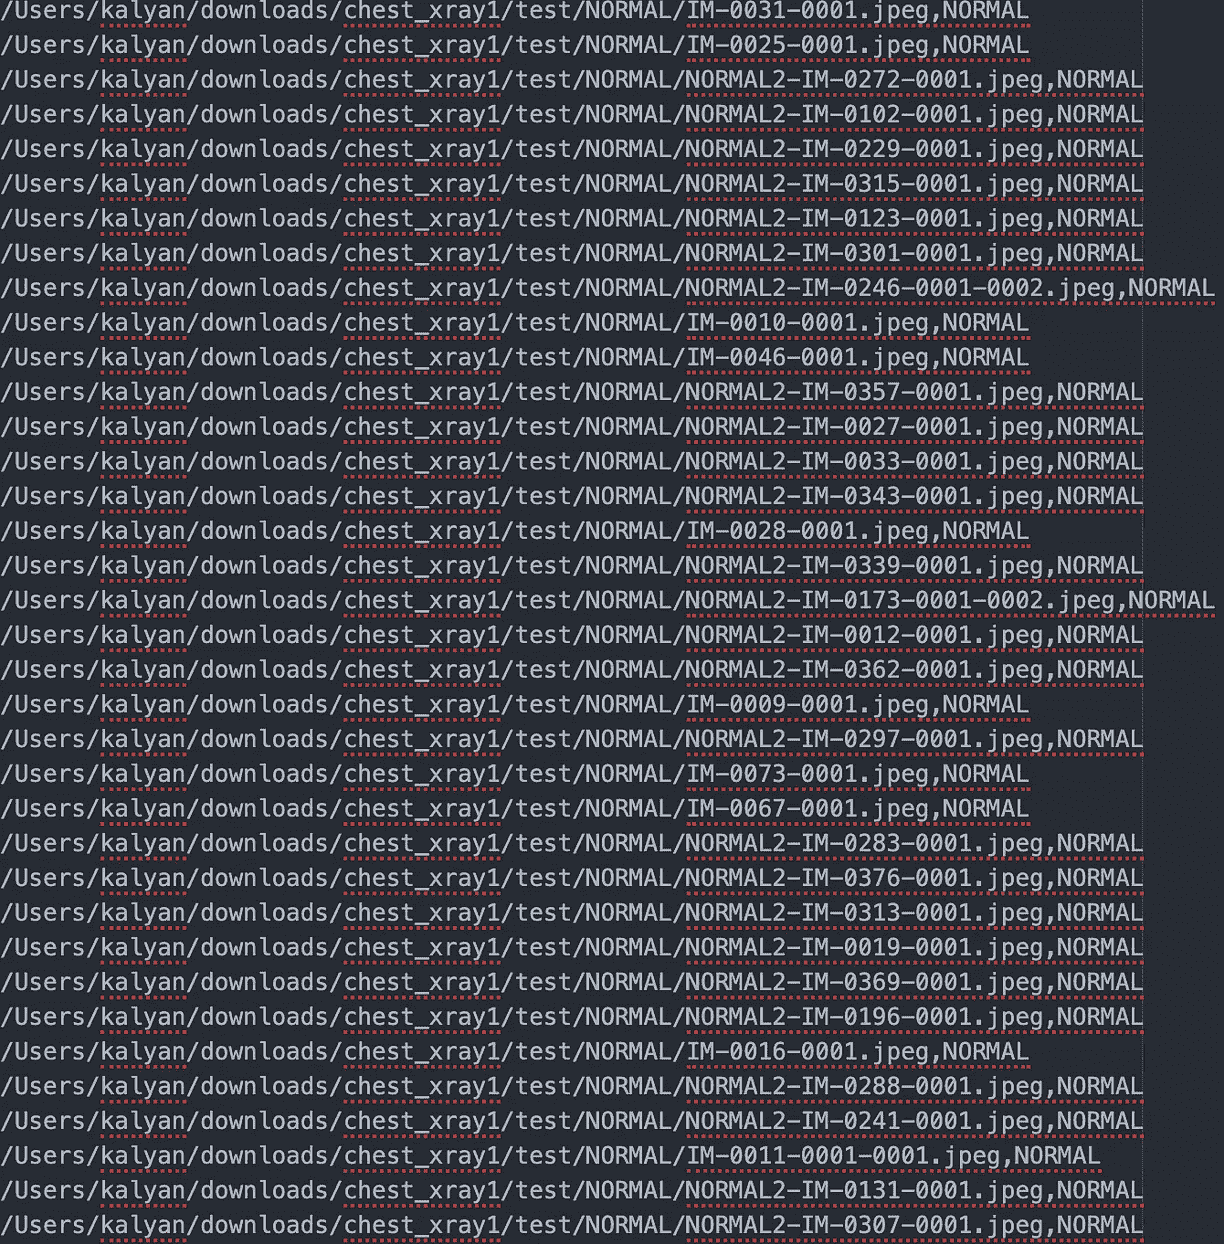 /Users/kalyan/downloads/chest_xray1/test/NORMAL/IM-0031-0001.jpeg,NORMAL
/Users/kalyan/downloads/chest_xray1/test/NORMAL/IM-0025-0001.jpeg,NORMAL
/Users/kalyan/downloads/chest_xray1/test/NORMAL/NORMAL2-IM-0272-0001.jpeg,NORMAL
/Users/kalyan/downloads/chest_xray1/test/NORMAL/NORMAL2-IM-0102-0001.jpeg,NORMAL
/Users/kalyan/downloads/chest_xray1/test/NORMAL/NORMAL2-IM-0229-0001.jpeg,NORMAL
/Users/kalyan/downloads/chest_xray1/test/NORMAL/NORMAL2-IM-0315-0001.jpeg,NORMAL
/Users/kalyan/downloads/chest_xray1/test/NORMAL/NORMAL2-IM-0123-0001.jpeg,NORMAL
/Users/kalyan/downloads/chest_xray1/test/NORMAL/NORMAL2-IM-0301-0001.jpeg,NORMAL
/Users/kalyan/downloads/chest_xray1/test/NORMAL/NORMAL2-IM-0246-0001-0002.jpeg,NORMAL
/Users/kalyan/downloads/chest_xray1/test/NORMAL/IM-0010-0001.jpeg,NORMAL
/Users/kalyan/downloads/chest_xray1/test/NORMAL/IM-0046-0001.jpeg,NORMAL
/Users/kalyan/downloads/chest_xray1/test/NORMAL/NORMAL2-IM-0357-0001.jpeg,NORMAL
/Users/kalyan/downloads/chest_xray1/test/NORMAL/NORMAL2-IM-0027-0001.jpeg,NORMAL
/Users/kalyan/downloads/chest_xray1/test/NORMAL/NORMAL2-IM-0033-0001.jpeg,NORMAL
/Users/kalyan/downloads/chest_xray1/test/NORMAL/NORMAL2-IM-0343-0001.jpeg,NORMAL
/Users/kalyan/downloads/chest_xray1/test/NORMAL/IM-0028-0001.jpeg,NORMAL
/Users/kalyan/downloads/chest_xray1/test/NORMAL/NORMAL2-IM-0339-0001.jpeg,NORMAL
/Users/kalyan/downloads/chest_xray1/test/NORMAL/NORMAL2-IM-0173-0001-0002.jpeg,NORMAL
/Users/kalyan/downloads/chest_xray1/test/NORMAL/NORMAL2-IM-0012-0001.jpeg,NORMAL
/Users/kalyan/downloads/chest_xray1/test/NORMAL/NORMAL2-IM-0362-0001.jpeg,NORMAL
/Users/kalyan/downloads/chest_xray1/test/NORMAL/IM-0009-0001.jpeg,NORMAL
/Users/kalyan/downloads/chest_xray1/test/NORMAL/NORMAL2-IM-0297-0001.jpeg,NORMAL
/Users/kalyan/downloads/chest_xray1/test/NORMAL/IM-0073-0001.jpeg,NORMAL
/Users/kalyan/downloads/chest_xray1/test/NORMAL/IM-0067-0001.jpeg,NORMAL
/Users/kalyan/downloads/chest_xray1/test/NORMAL/NORMAL2-IM-0283-0001.jpeg,NORMAL
/Users/kalyan/downloads/chest_xray1/test/NORMAL/NORMAL2-IM-0376-0001.jpeg,NORMAL
/Users/kalyan/downloads/chest_xray1/test/NORMAL/NORMAL2-IM-0313-0001.jpeg,NORMAL
/Users/kalyan/downloads/chest_xray1/test/NORMAL/NORMAL2-IM-0019-0001.jpeg,NORMAL
/Users/kalyan/downloads/chest_xray1/test/NORMAL/NORMAL2-IM-0369-0001.jpeg,NORMAL
/Users/kalyan/downloads/chest_xray1/test/NORMAL/NORMAL2-IM-0196-0001.jpeg,NORMAL
/Users/kalyan/downloads/chest_xray1/test/NORMAL/IM-0016-0001.jpeg,NORMAL
/Users/kalyan/downloads/chest_xray1/test/NORMAL/NORMAL2-IM-0288-0001.jpeg,NORMAL
/Users/kalyan/downloads/chest_xray1/test/NORMAL/NORMAL2-IM-0241-0001.jpeg,NORMAL
/Users/kalyan/downloads/chest_xray1/test/NORMAL/IM-0011-0001-0001.jpeg,NORMAL
/Users/kalyan/downloads/chest_xray1/test/NORMAL/NORMAL2-IM-0131-0001.jpeg,NORMAL
/Users/kalyan/downloads/chest_xray1/test/NORMAL/NORMAL2-IM-0307-0001.jpeg,NORMAL